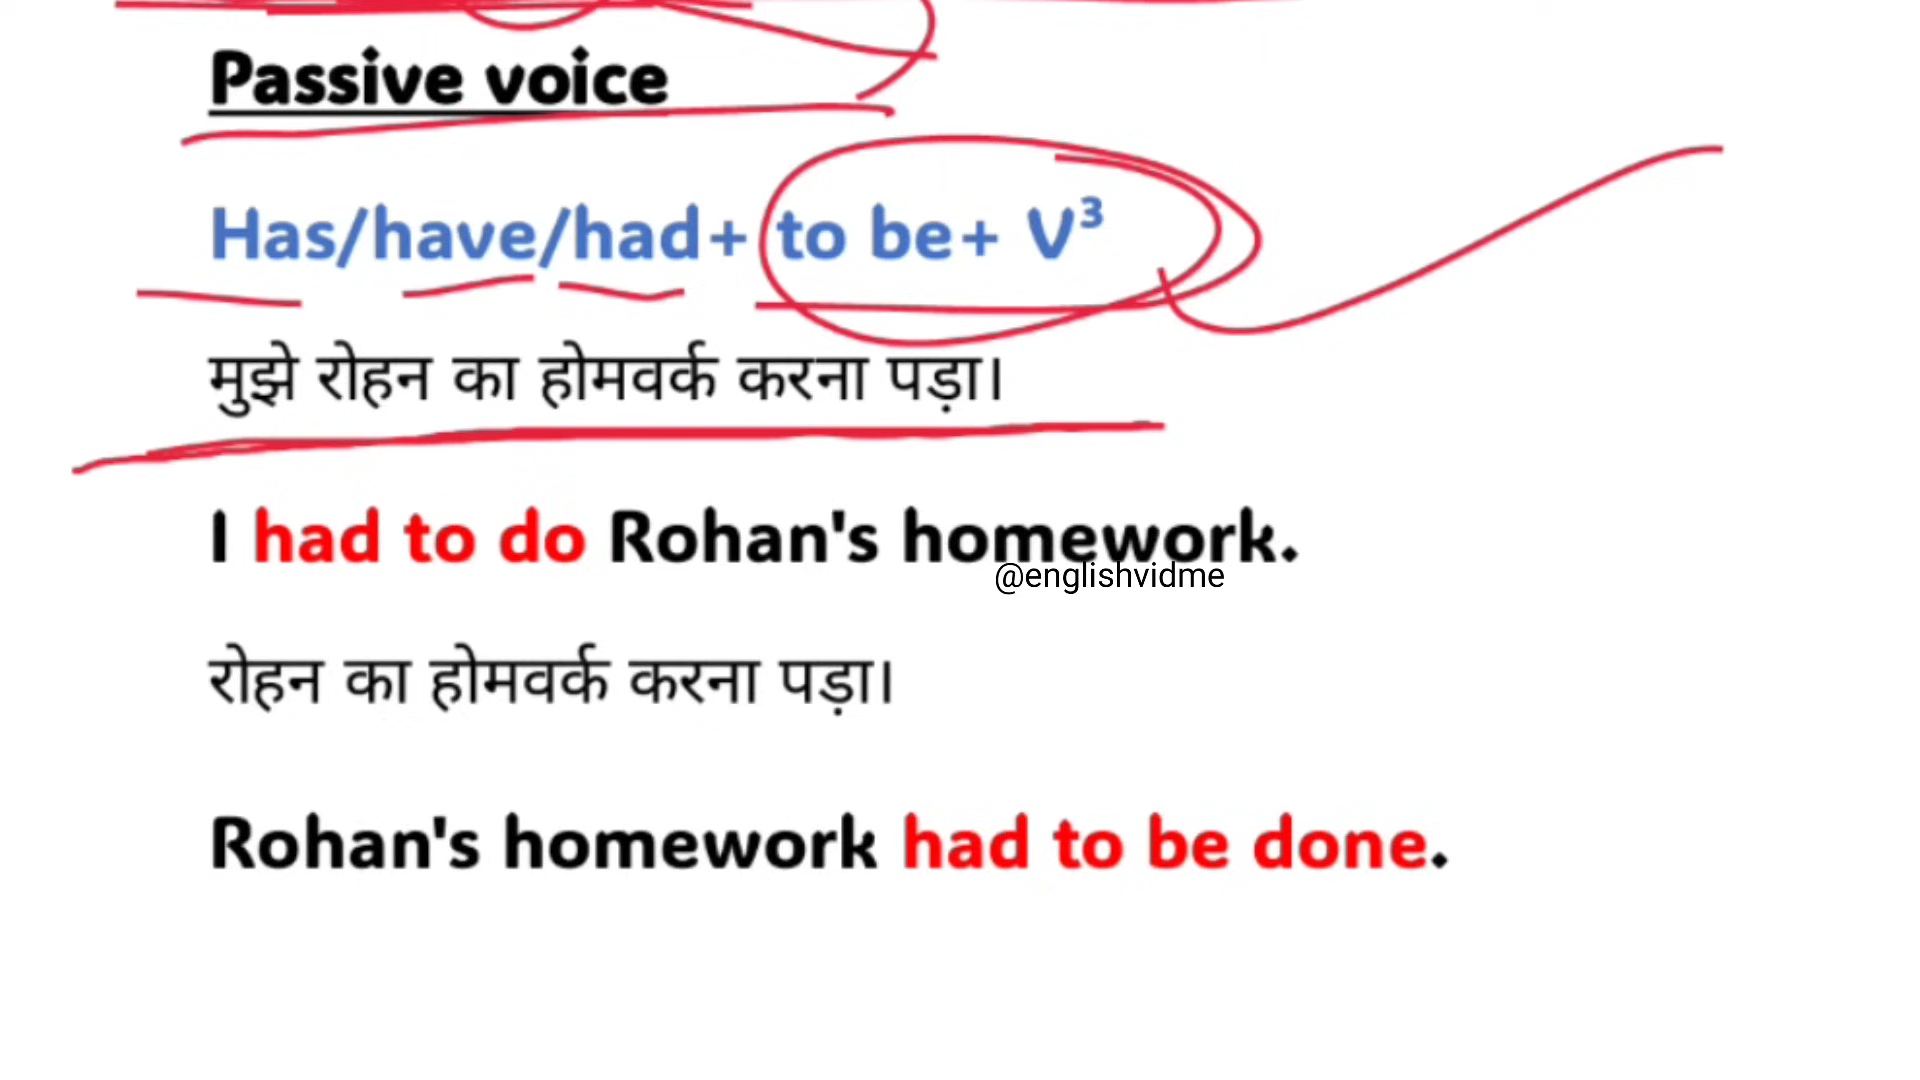 Passive voice
Has/have/had+ to be+ V³
मुझे रोहन का होमवर्क करना पड़ा।
I had to do Rohan's homework.
@englishvidme
रोहन का होमवर्क करना पड़ा।
Rohan's homework had to be done.